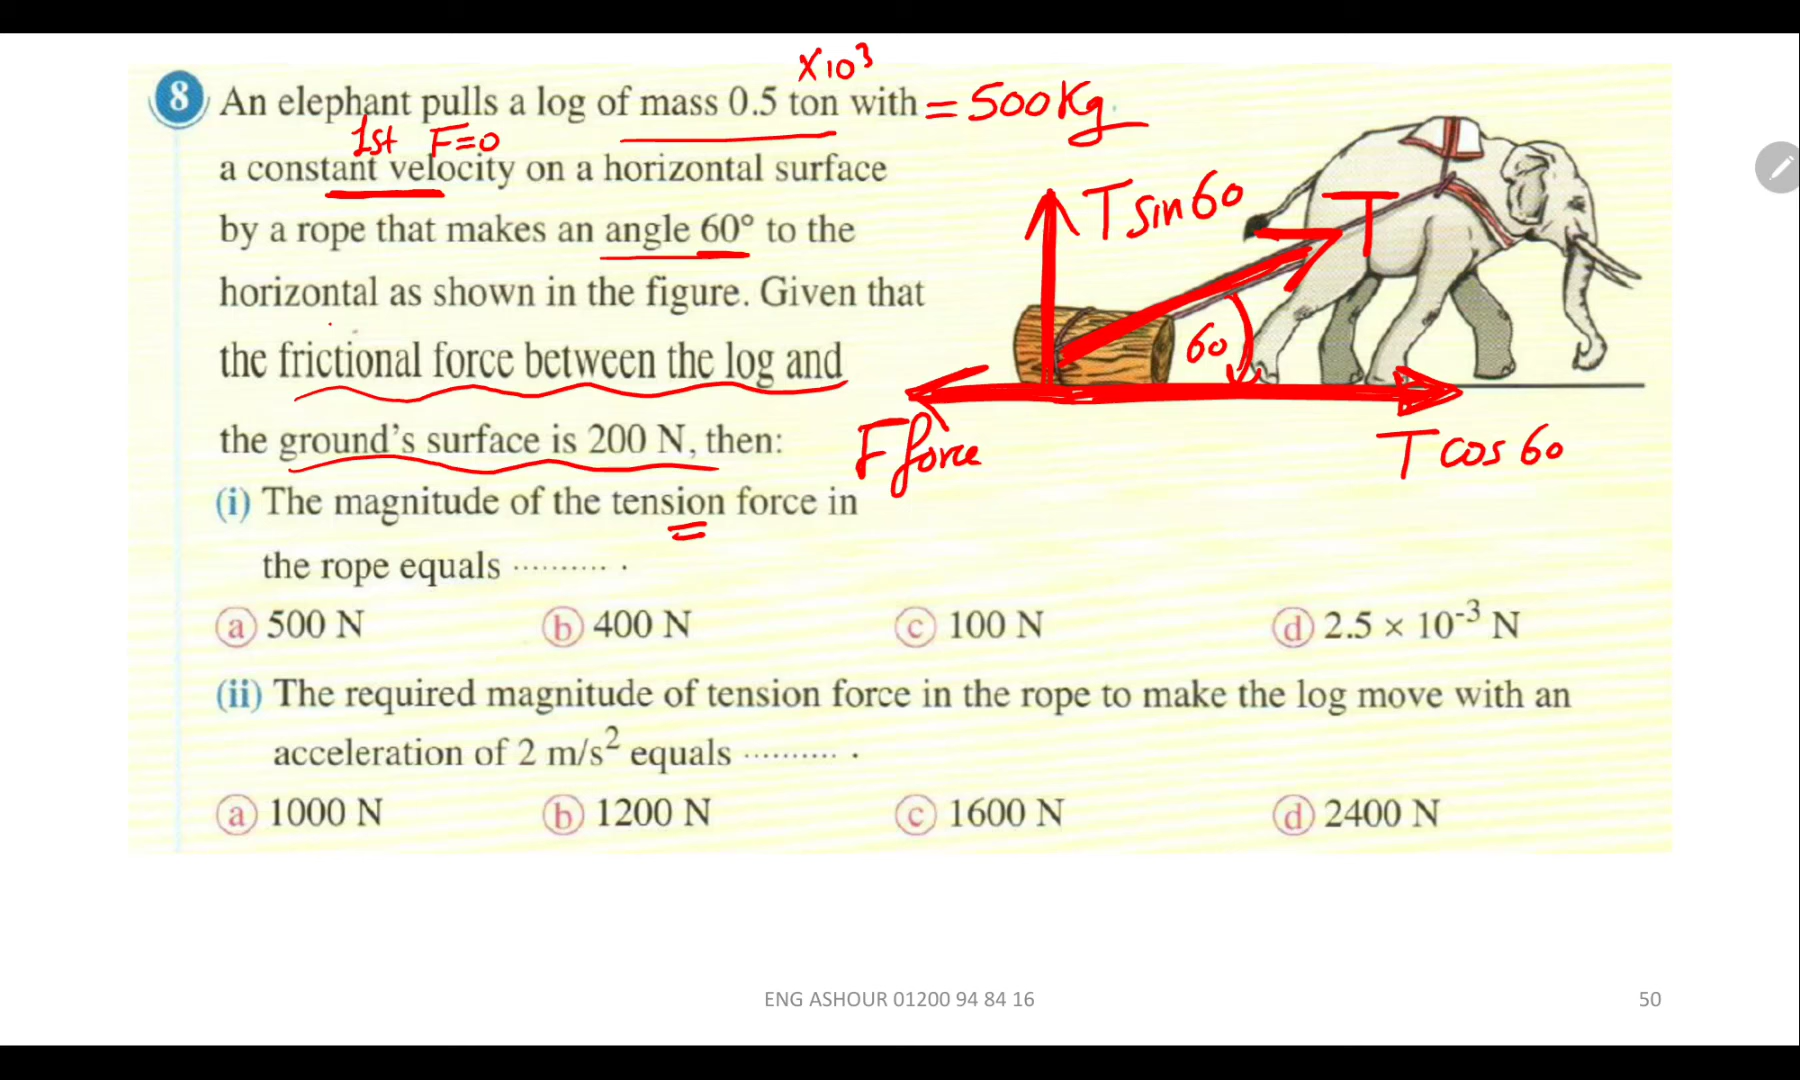 ×10³
8 An elephant pulls a log of mass 0.5 ton with = 500 Kg
1st F=0
a constant velocity on a horizontal surface
by a rope that makes an angle 60° to the
horizontal as shown in the figure. Given that
the frictional force between the log and
the ground's surface is 200 N, then:
T sin 60
T
60
F force
T cos 60
(i) The magnitude of the tension force in
the rope equals .......... .
a 500 N b 400 N c 100 N d 2.5 × 10⁻³ N
(ii) The required magnitude of tension force in the rope to make the log move with an
acceleration of 2 m/s² equals .......... .
a 1000 N b 1200 N c 1600 N d 2400 N
ENG ASHOUR 01200 94 84 16
50